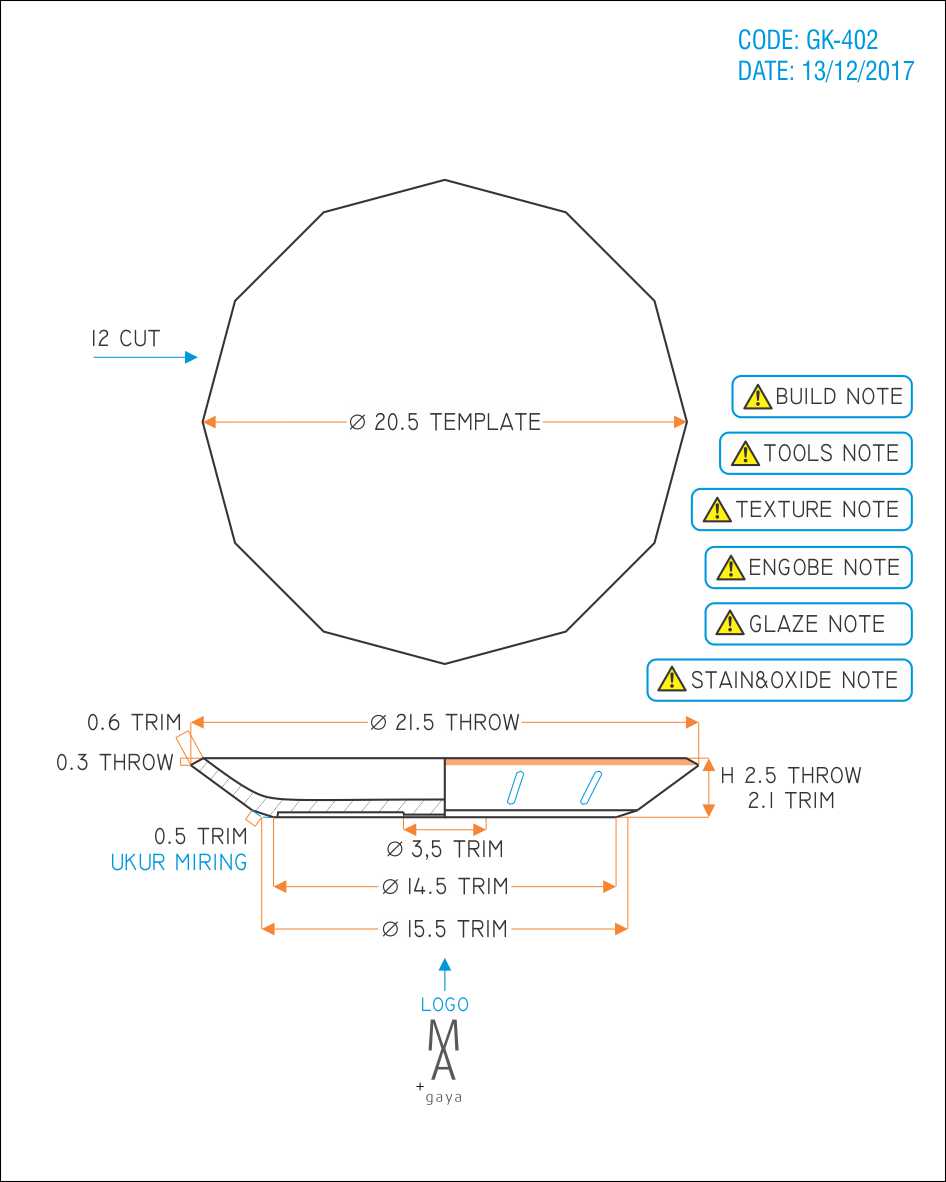 CODE: GK-402
DATE: 13/12/2017
12 CUT
Ø 20.5 TEMPLATE
BUILD NOTE
TOOLS NOTE
TEXTURE NOTE
ENGOBE NOTE
GLAZE NOTE
STAIN&OXIDE NOTE
0.6 TRIM
Ø 21.5 THROW
0.3 THROW
H 2.5 THROW
2.1 TRIM
0.5 TRIM
UKUR MIRING
Ø 3,5 TRIM
Ø 14.5 TRIM
Ø 15.5 TRIM
LOGO
MA
+
gaya